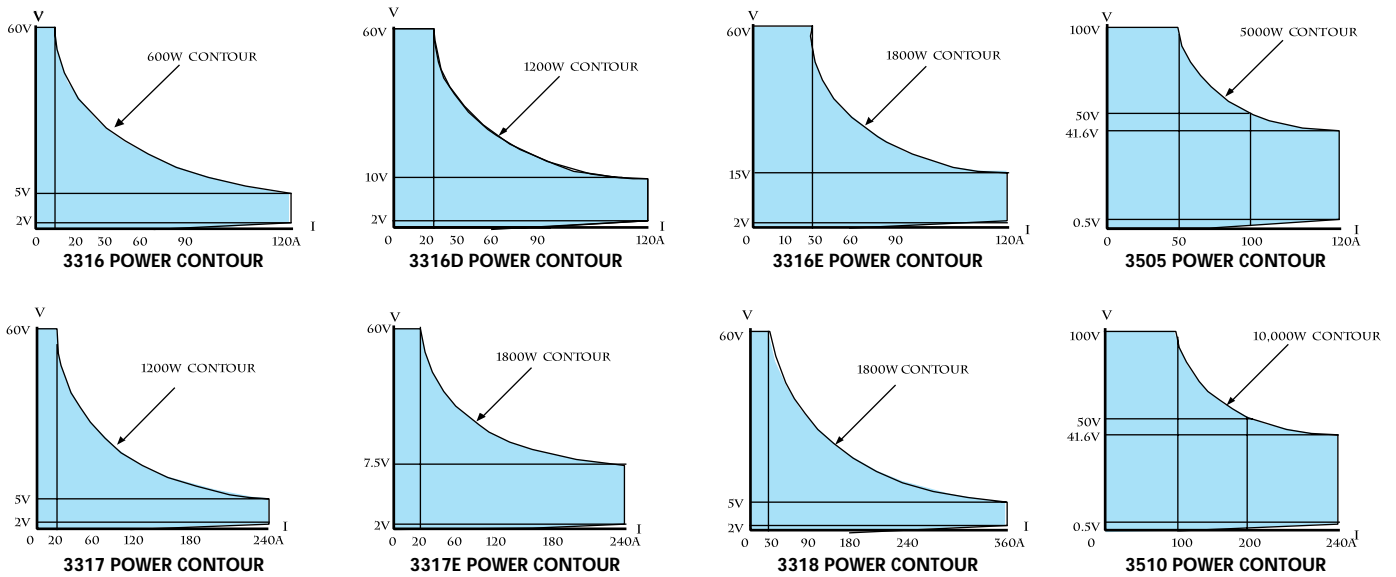 V
60V
600W CONTOUR
5V
2V
I
0 20 30 60 90 120A
3316 POWER CONTOUR
V
60V
1200W CONTOUR
10V
2V
I
0 20 30 60 90 120A
3316D POWER CONTOUR
V
60V
1800W CONTOUR
15V
2V
I
0 10 30 60 90 120A
3316E POWER CONTOUR
V
100V
5000W CONTOUR
50V
41.6V
0.5V
I
0 50 100 120A
3505 POWER CONTOUR
V
60V
1200W CONTOUR
5V
2V
I
0 20 60 120 180 240A
3317 POWER CONTOUR
V
60V
1800W CONTOUR
7.5V
2V
I
0 20 60 120 180 240A
3317E POWER CONTOUR
V
60V
1800W CONTOUR
5V
2V
I
0 30 90 180 240 360A
3318 POWER CONTOUR
V
100V
10,000W CONTOUR
50V
41.6V
0.5V
I
0 100 200 240A
3510 POWER CONTOUR